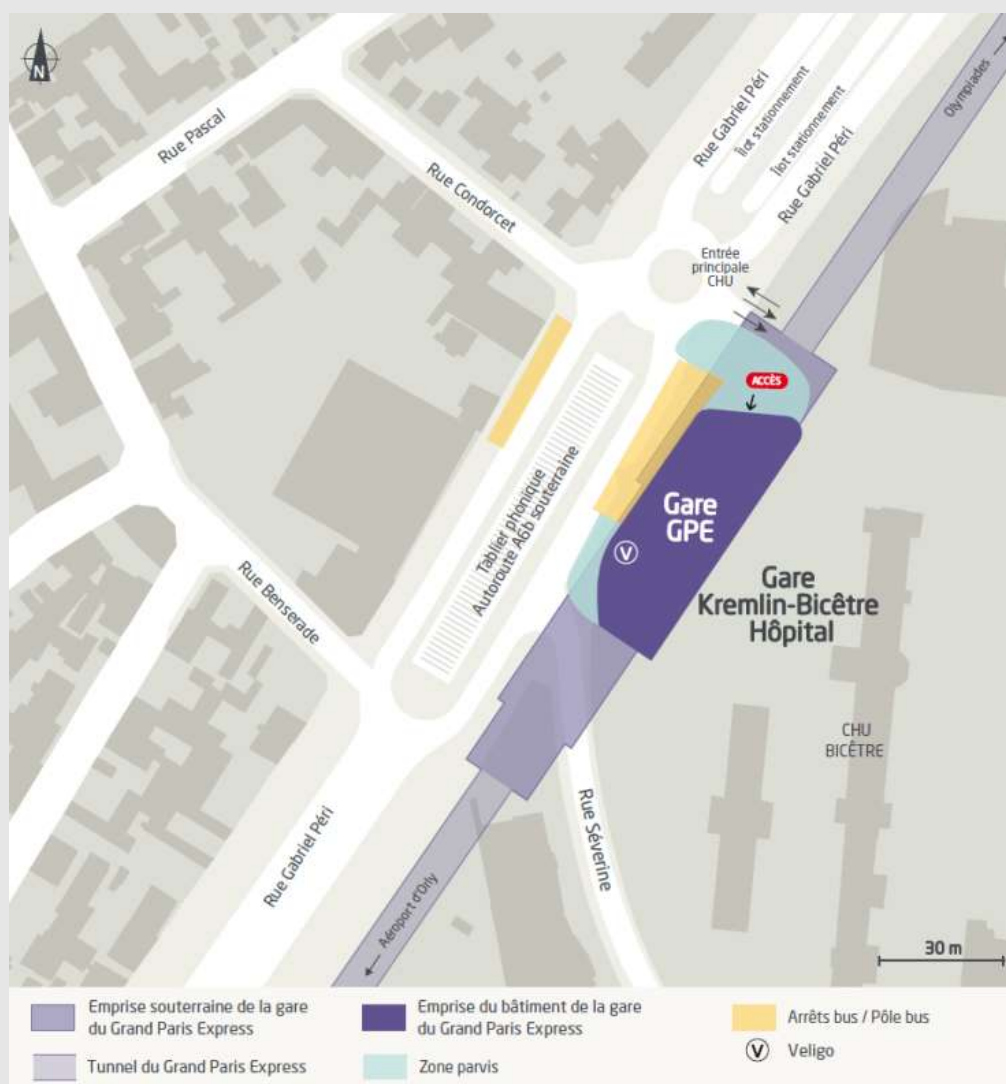 N
Olympiades
Rue Gabriel Péri
Îlot stationnement
Îlot stationnement
Rue Gabriel Péri
Rue Pascal
Rue Condorcet
Entrée
principale
CHU
ACCÈS
Tablier phonique
Autoroute A6b souterraine
Gare
GPE
V
Gare
Kremlin-Bicêtre
Hôpital
Rue Benserade
CHU
BICÊTRE
Rue Gabriel Péri
Rue Séverine
Aéroport d'Orly
30 m
Emprise souterraine de la gare
du Grand Paris Express
Tunnel du Grand Paris Express
Emprise du bâtiment de la gare
du Grand Paris Express
Zone parvis
Arrêts bus / Pôle bus
V Veligo